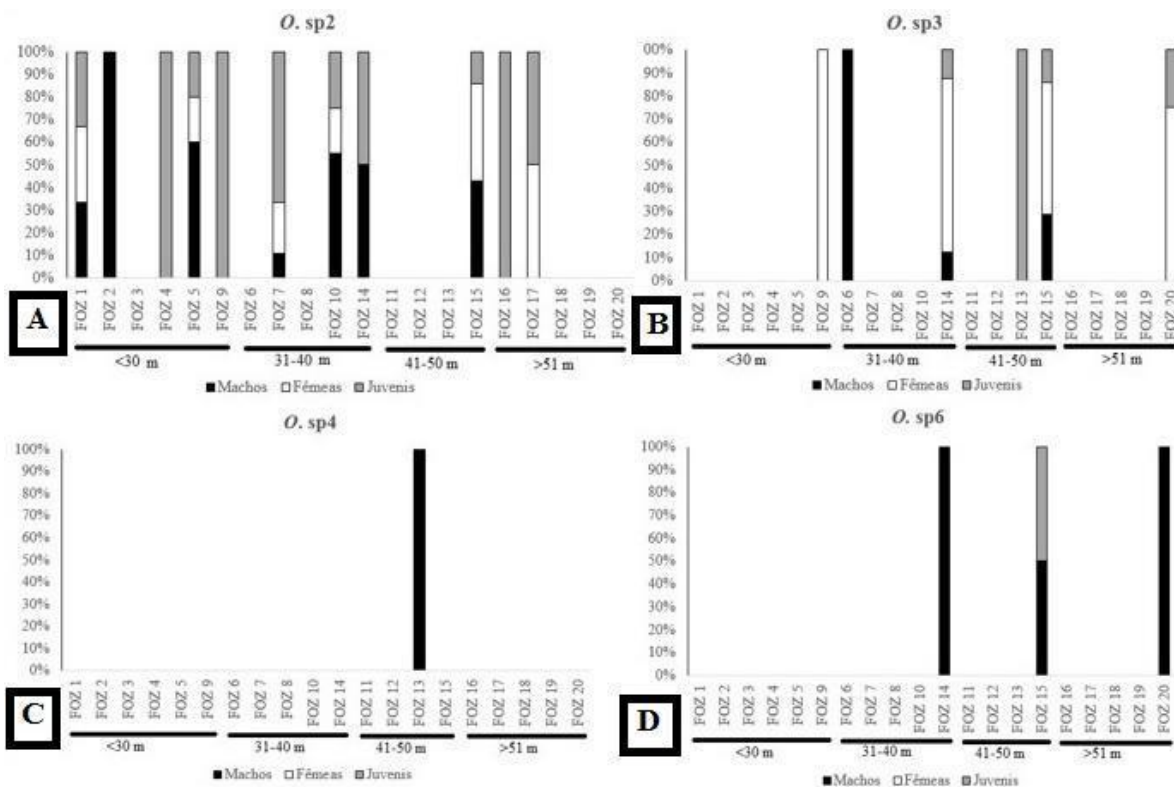 O. sp2
100%
90%
80%
70%
60%
50%
40%
30%
20%
10%
0%
FOZ 1
FOZ 2
FOZ 3
FOZ 4
FOZ 5
FOZ 9
FOZ 6
FOZ 7
FOZ 8
FOZ 10
FOZ 14
FOZ 11
FOZ 12
FOZ 13
FOZ 15
FOZ 16
FOZ 17
FOZ 18
FOZ 19
FOZ 20
A
<30 m
31-40 m
41-50 m
>51 m
Machos Fêmeas Juvenis
O. sp3
00%
90%
80%
70%
60%
50%
40%
30%
20%
10%
0%
FOZ 1
FOZ 2
FOZ 3
FOZ 4
FOZ 5
FOZ 9
FOZ 6
FOZ 7
FOZ 8
FOZ 10
FOZ 14
FOZ 11
FOZ 12
FOZ 13
FOZ 15
FOZ 16
FOZ 17
FOZ 18
FOZ 19
FOZ 20
B
<30 m
31-40 m
41-50 m
>51 m
Machos Fêmeas Juvenis
O. sp4
100%
90%
80%
70%
60%
50%
40%
30%
20%
10%
0%
FOZ 1
FOZ 2
FOZ 3
FOZ 4
FOZ 5
FOZ 9
FOZ 6
FOZ 7
FOZ 8
FOZ 10
FOZ 14
FOZ 11
FOZ 12
FOZ 13
FOZ 15
FOZ 16
FOZ 17
FOZ 18
FOZ 19
FOZ 20
C
<30 m
31-40 m
41-50 m
>51 m
Machos Fêmeas Juvenis
O. sp6
100%
90%
80%
70%
60%
50%
40%
30%
20%
10%
0%
FOZ 1
FOZ 2
FOZ 3
FOZ 4
FOZ 5
FOZ 9
FOZ 6
FOZ 7
FOZ 8
FOZ 10
FOZ 14
FOZ 11
FOZ 12
FOZ 13
FOZ 15
FOZ 16
FOZ 17
FOZ 18
FOZ 19
FOZ 20
D
<30 m
31-40 m
41-50 m
>51 m
Machos Fêmeas Juvenis